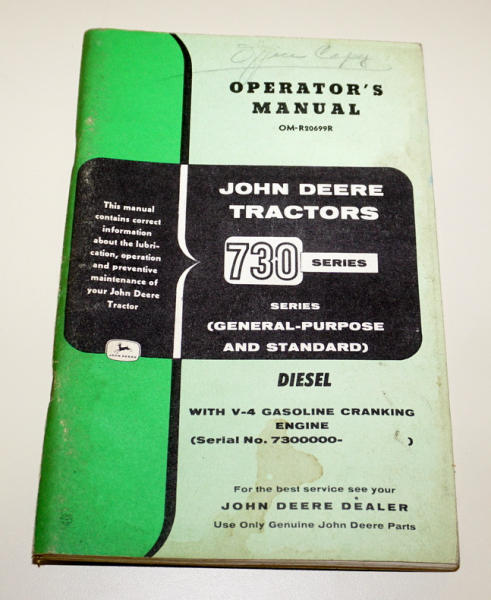 Office Copy
OPERATOR'S
MANUAL
OM-R20699R
JOHN DEERE
TRACTORS
730 SERIES
SERIES
(GENERAL-PURPOSE
AND STANDARD)
This manual
contains correct
information
about the lubri-
cation, operation
and preventive
maintenance of
your John Deere
Tractor
JOHN DEERE
DIESEL
WITH V-4 GASOLINE CRANKING
ENGINE
(Serial No. 7300000- )
For the best service see your
JOHN DEERE DEALER
Use Only Genuine John Deere Parts